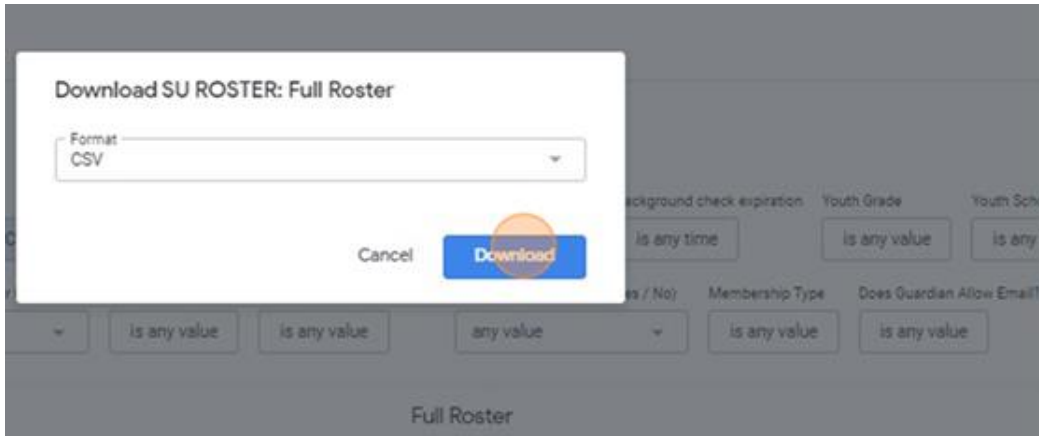 Download SU ROSTER: Full Roster
Format
CSV
Cancel
Download
ackground check expiration
Youth Grade
Youth Sch
is any time
is any value
is any
es / No)
Membership Type
Does Guardian Allow Email
is any value
is any value
any value
is any value
is any value
Full Roster